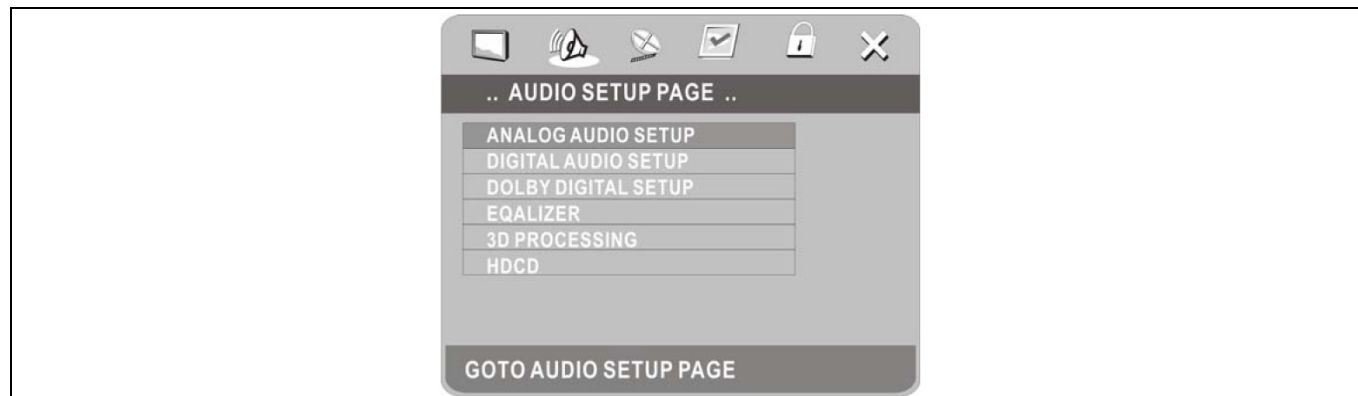 .. AUDIO SETUP PAGE ..
ANALOG AUDIO SETUP
DIGITAL AUDIO SETUP
DOLBY DIGITAL SETUP
EQALIZER
3D PROCESSING
HDCD
GOTO AUDIO SETUP PAGE